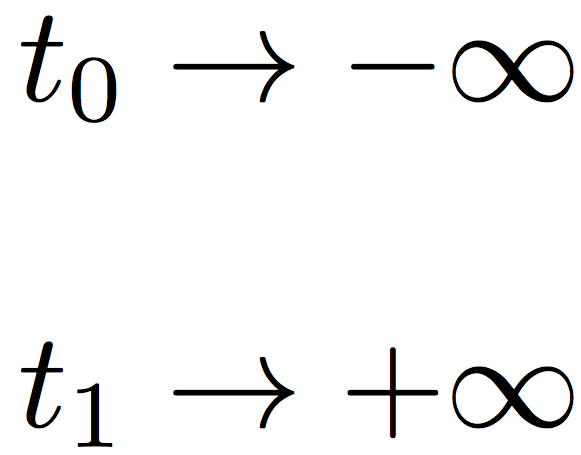 t₀ → −∞
t₁ → +∞